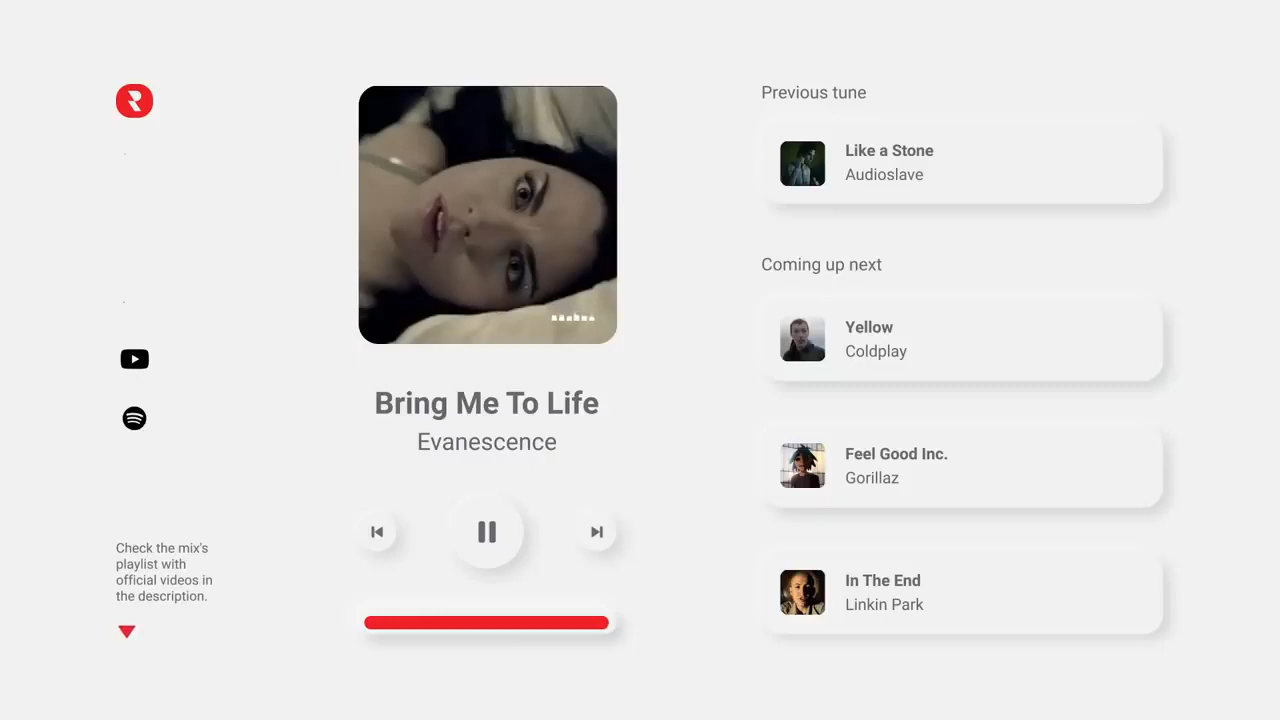 Check the mix's
playlist with
official videos in
the description.
Bring Me To Life
Evanescence
Previous tune
Like a Stone
Audioslave
Coming up next
Yellow
Coldplay
Feel Good Inc.
Gorillaz
In The End
Linkin Park